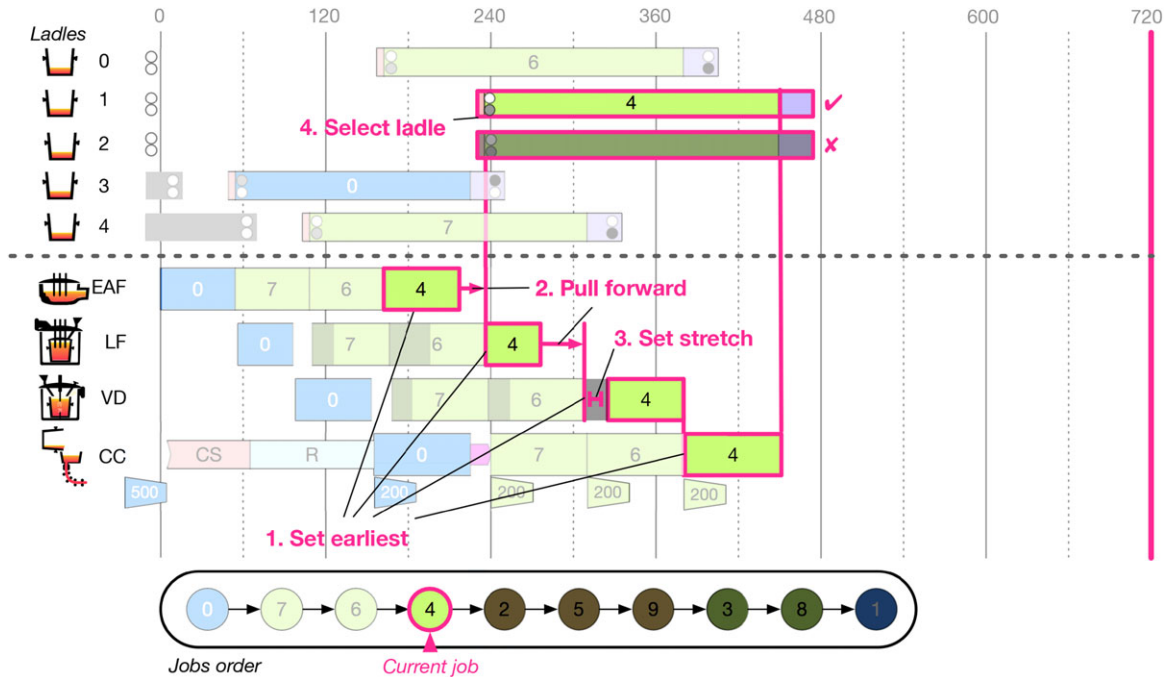 0 120 240 360 480 600 720
Ladles
0 6
1 4 ✔
4. Select ladle
2 ✘
3 0
4 7
EAF 0 7 6 4 2. Pull forward
LF 0 7 6 4 3. Set stretch
VD 0 7 6 H 4
CC CS R 0 7 6 4
500 200 200 200 200
1. Set earliest
0 7 6 4 2 5 9 3 8 1
Jobs order Current job